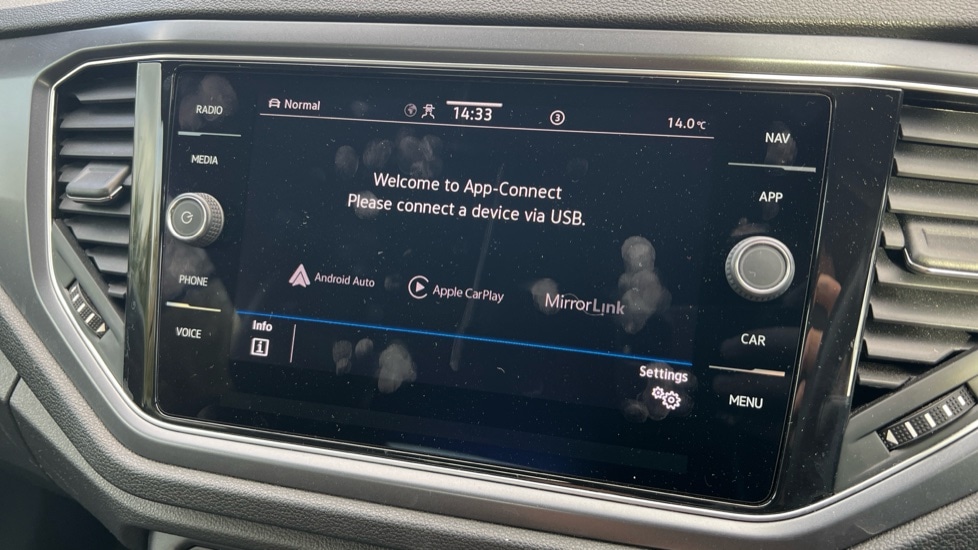 RADIO
MEDIA
PHONE
VOICE
Normal
14:33
3
14.0°C
Welcome to App-Connect
Please connect a device via USB.
Android Auto
Apple CarPlay
MirrorLink
Info
Settings
NAV
APP
CAR
MENU